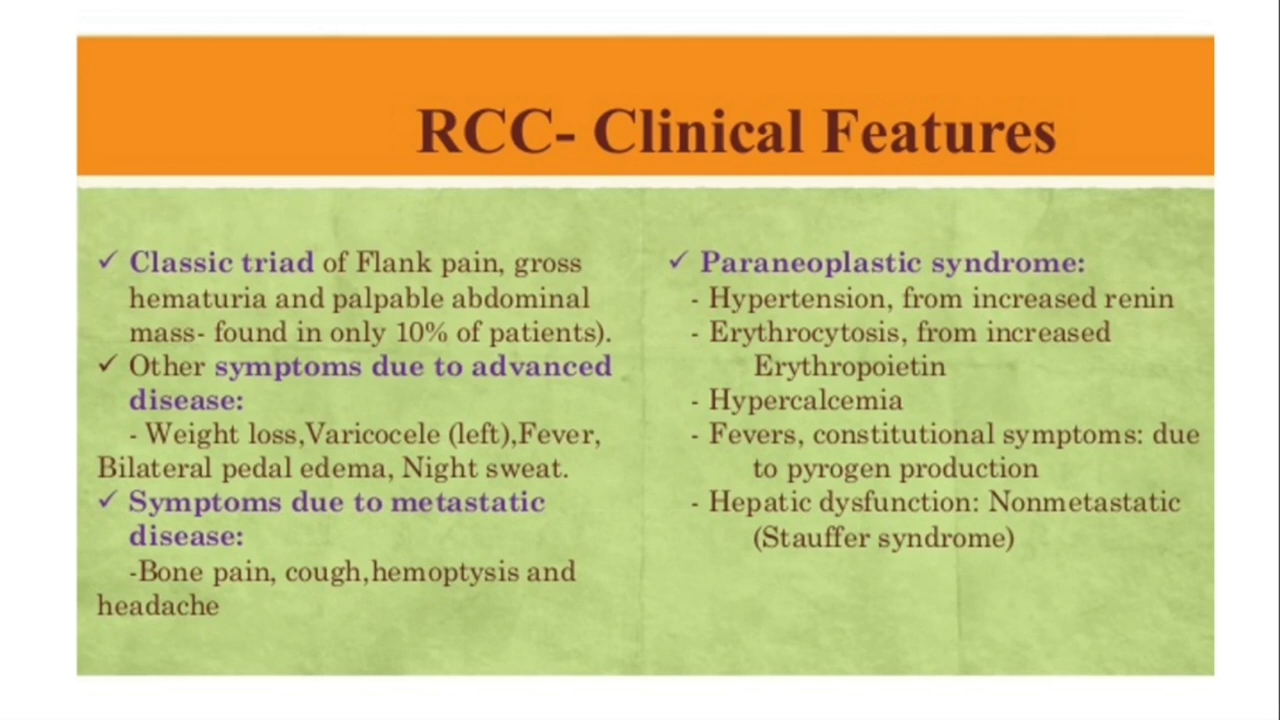 RCC- Clinical Features
✓ Classic triad of Flank pain, gross
hematuria and palpable abdominal
mass- found in only 10% of patients).
✓ Other symptoms due to advanced
disease:
- Weight loss,Varicocele (left),Fever,
Bilateral pedal edema, Night sweat.
✓ Symptoms due to metastatic
disease:
-Bone pain, cough,hemoptysis and
headache
✓ Paraneoplastic syndrome:
- Hypertension, from increased renin
- Erythrocytosis, from increased
Erythropoietin
- Hypercalcemia
- Fevers, constitutional symptoms: due
to pyrogen production
- Hepatic dysfunction: Nonmetastatic
(Stauffer syndrome)